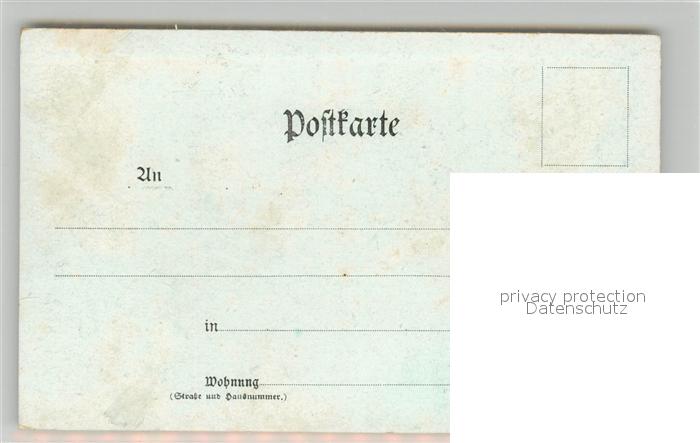 Postkarte
An
in
Wohnung
(Straße und Hausnummer.)
privacy protection
Datenschutz